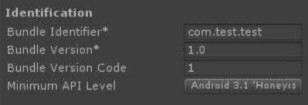 Identification
Bundle Identifier* com.test.test
Bundle Version* 1.0
Bundle Version Code 1
Minimum API Level Android 3.1 'Honeyc